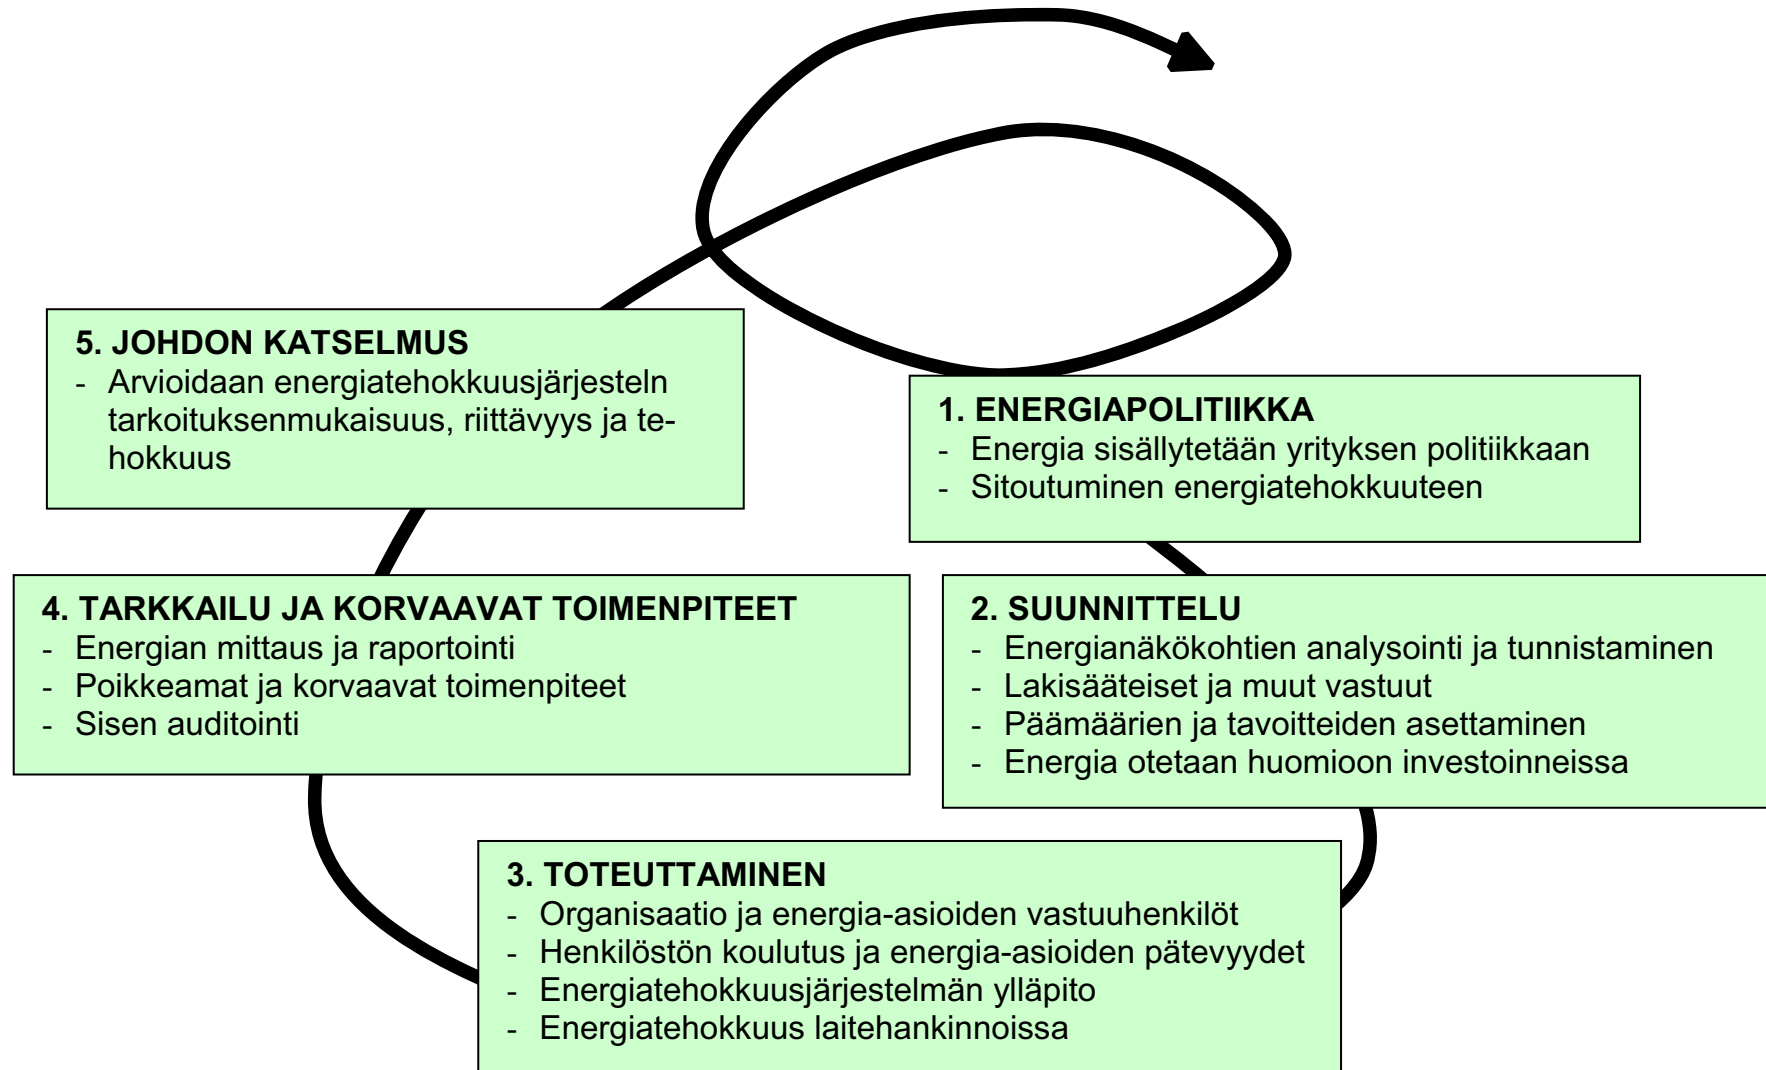 5. JOHDON KATSELMUS
- Arvioidaan energiatehokkuusjärjesteln
tarkoituksenmukaisuus, riittävyys ja te-
hokkuus
1. ENERGIAPOLITIIKKA
- Energia sisällytetään yrityksen politiikkaan
- Sitoutuminen energiatehokkuuteen
4. TARKKAILU JA KORVAAVAT TOIMENPITEET
- Energian mittaus ja raportointi
- Poikkeamat ja korvaavat toimenpiteet
- Sisen auditointi
2. SUUNNITTELU
- Energianäkökohtien analysointi ja tunnistaminen
- Lakisääteiset ja muut vastuut
- Päämäärien ja tavoitteiden asettaminen
- Energia otetaan huomioon investoinneissa
3. TOTEUTTAMINEN
- Organisaatio ja energia-asioiden vastuuhenkilöt
- Henkilöstön koulutus ja energia-asioiden pätevyydet
- Energiatehokkuusjärjestelmän ylläpito
- Energiatehokkuus laitehankinnoissa